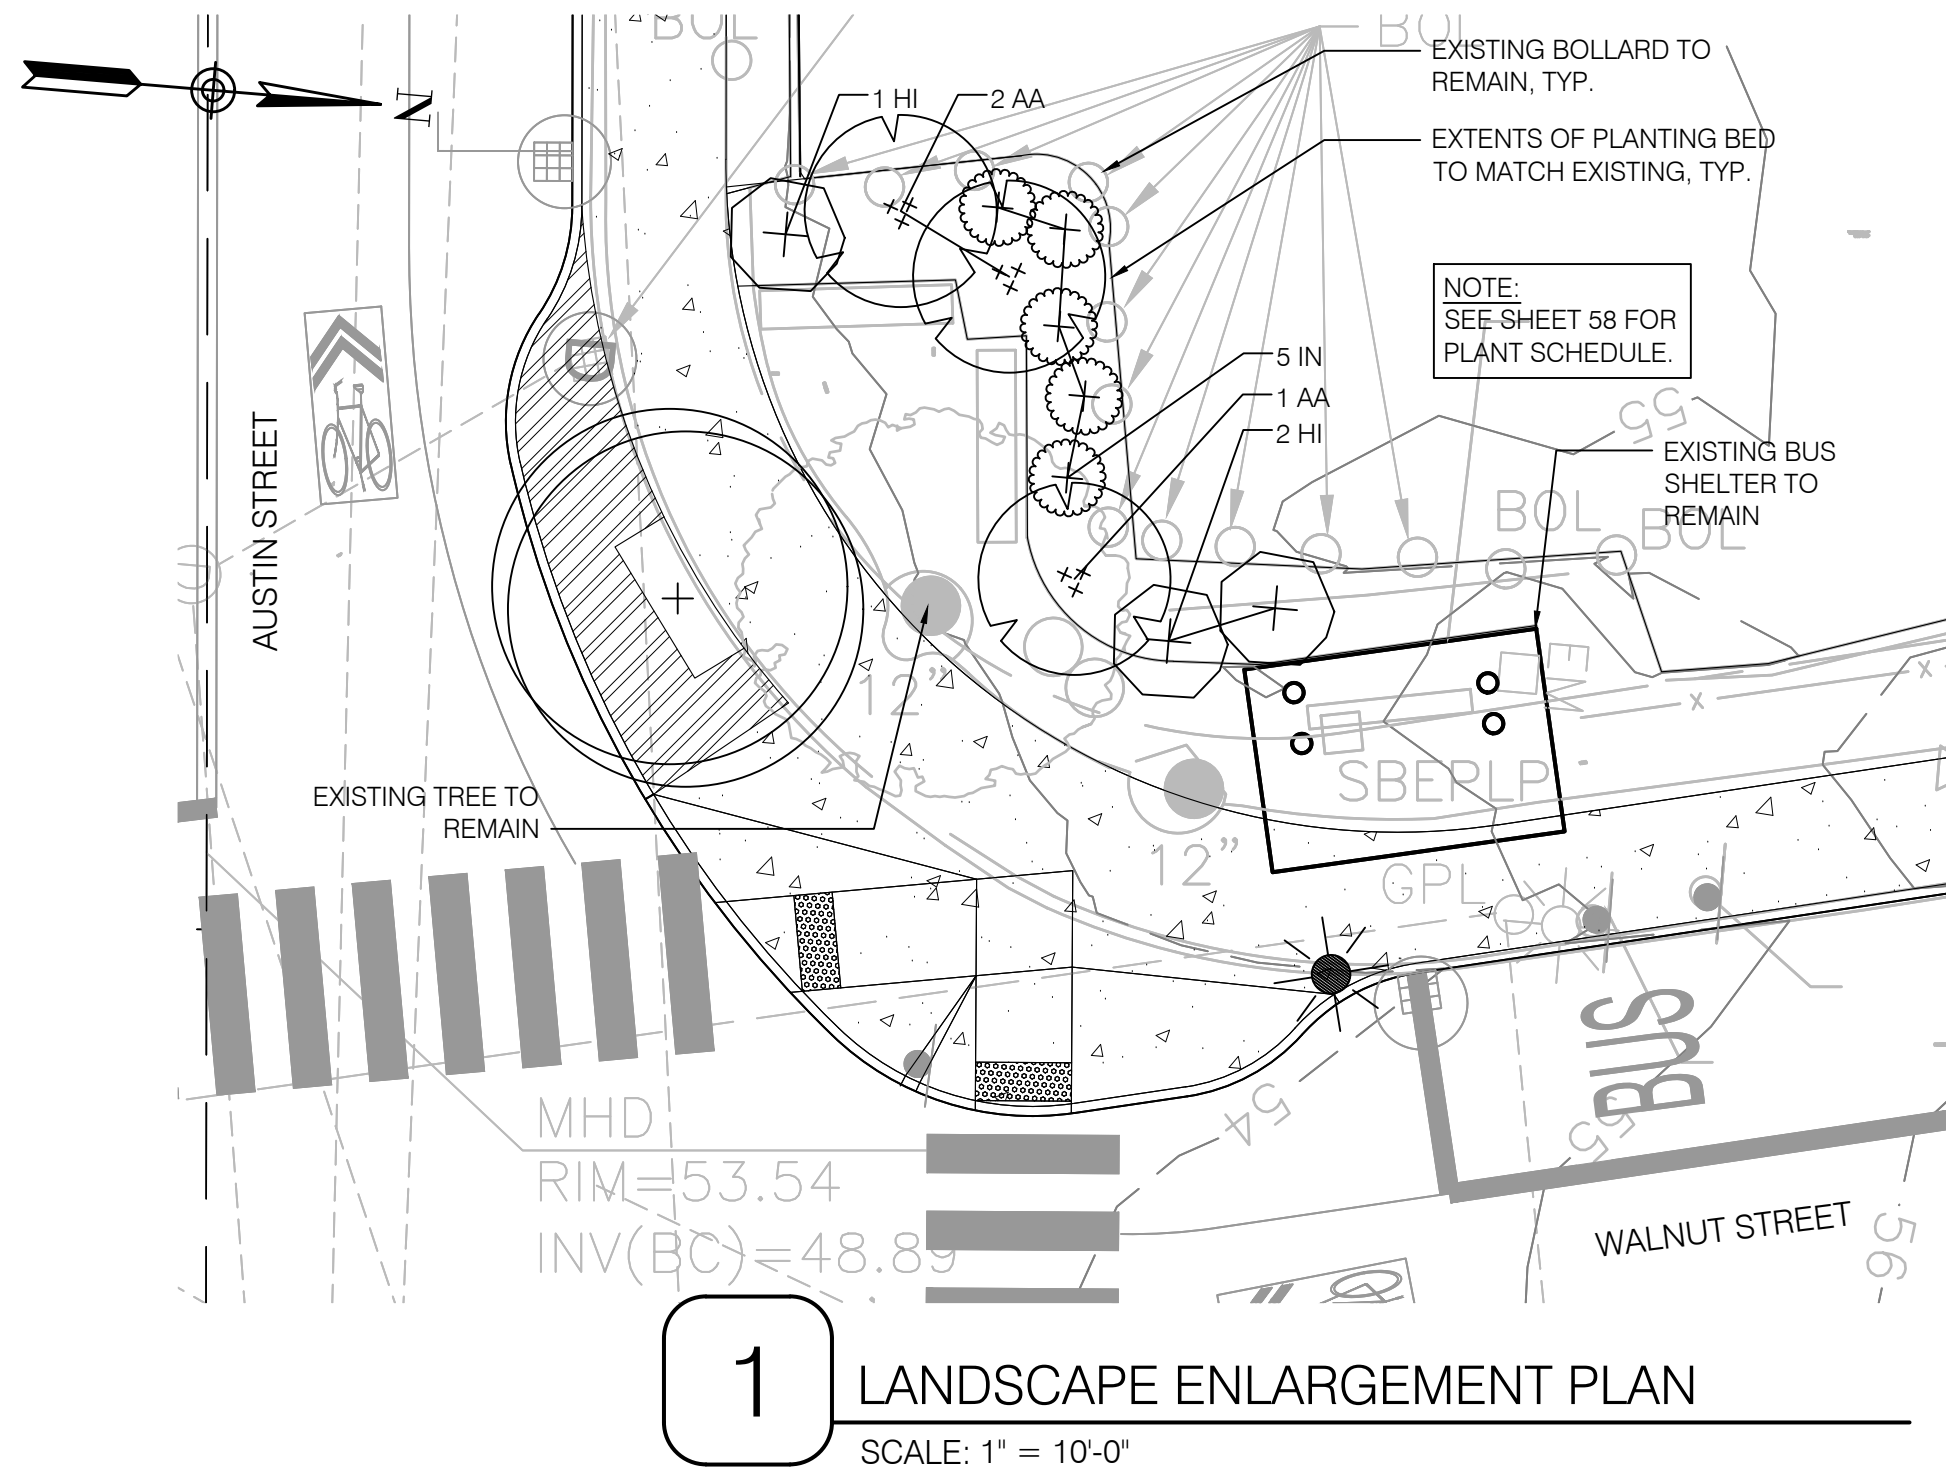 BOL
BOL
EXISTING BOLLARD TO
REMAIN, TYP.
1 HI
2 AA
N
EXTENTS OF PLANTING BED
TO MATCH EXISTING, TYP.
NOTE:
SEE SHEET 58 FOR
PLANT SCHEDULE.
5 IN
1 AA
2 HI
55
EXISTING BUS
SHELTER TO
REMAIN
BOL
BOL
AUSTIN STREET
D
12"
EM
SBEPLP
EXISTING TREE TO
REMAIN
12"
GPL
BUS
54
55
MHD
RIM=53.54
INV(BC)=48.89
WALNUT STREET
56
1
LANDSCAPE ENLARGEMENT PLAN
SCALE: 1" = 10'-0"